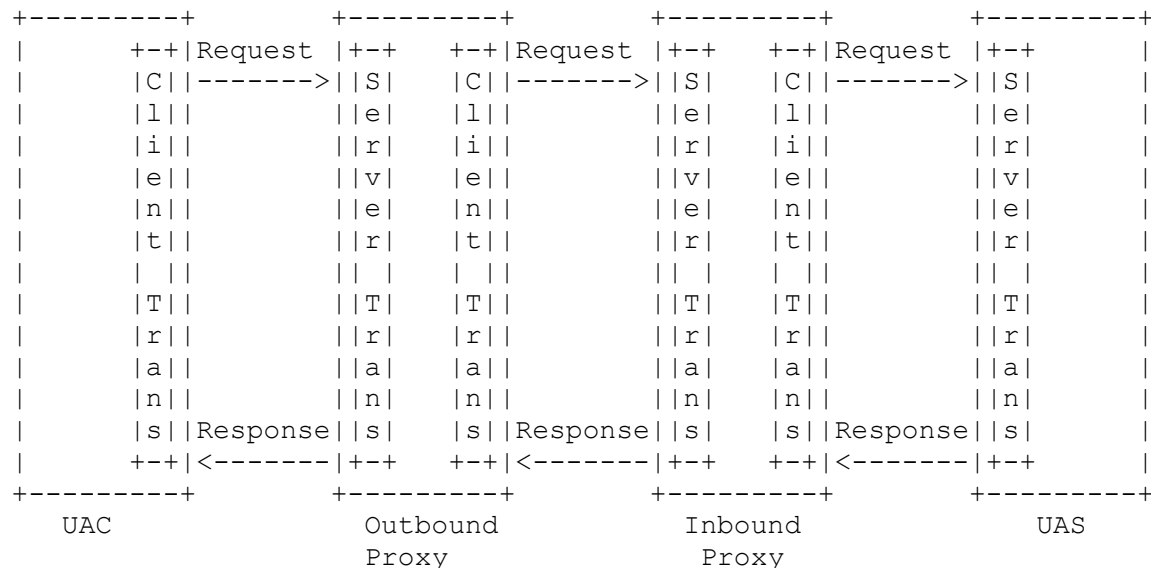 +---------+             +---------+             +---------+             +---------+
|       +-+|Request  |+-+   +-+|Request  |+-+   +-+|Request  |+-+       |
|       |C||------->||S|   |C||------->||S|   |C||------->||S|       |
|       |l||         ||e|   |l||         ||e|   |l||         ||e|       |
|       |i||         ||r|   |i||         ||r|   |i||         ||r|       |
|       |e||         ||v|   |e||         ||v|   |e||         ||v|       |
|       |n||         ||e|   |n||         ||e|   |n||         ||e|       |
|       |t||         ||r|   |t||         ||r|   |t||         ||r|       |
|       | ||         || |   | ||         || |   | ||         || |       |
|       |T||         ||T|   |T||         ||T|   |T||         ||T|       |
|       |r||         ||r|   |r||         ||r|   |r||         ||r|       |
|       |a||         ||a|   |a||         ||a|   |a||         ||a|       |
|       |n||         ||n|   |n||         ||n|   |n||         ||n|       |
|       |s||Response||s|   |s||Response||s|   |s||Response||s|       |
|       +-+|<-------|+-+   +-+|<-------|+-+   +-+|<-------|+-+       |
+---------+         +---------+         +---------+         +---------+
UAC Outbound Inbound UAS
Proxy Proxy